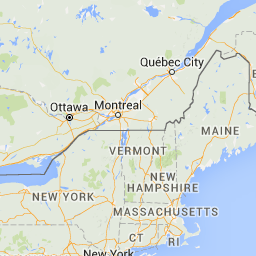 Québec City
Ottawa
Montreal
MAINE
VERMONT
NEW
HAMPSHIRE
NEW YORK
MASSACHUSETTS
CT
RI
New York